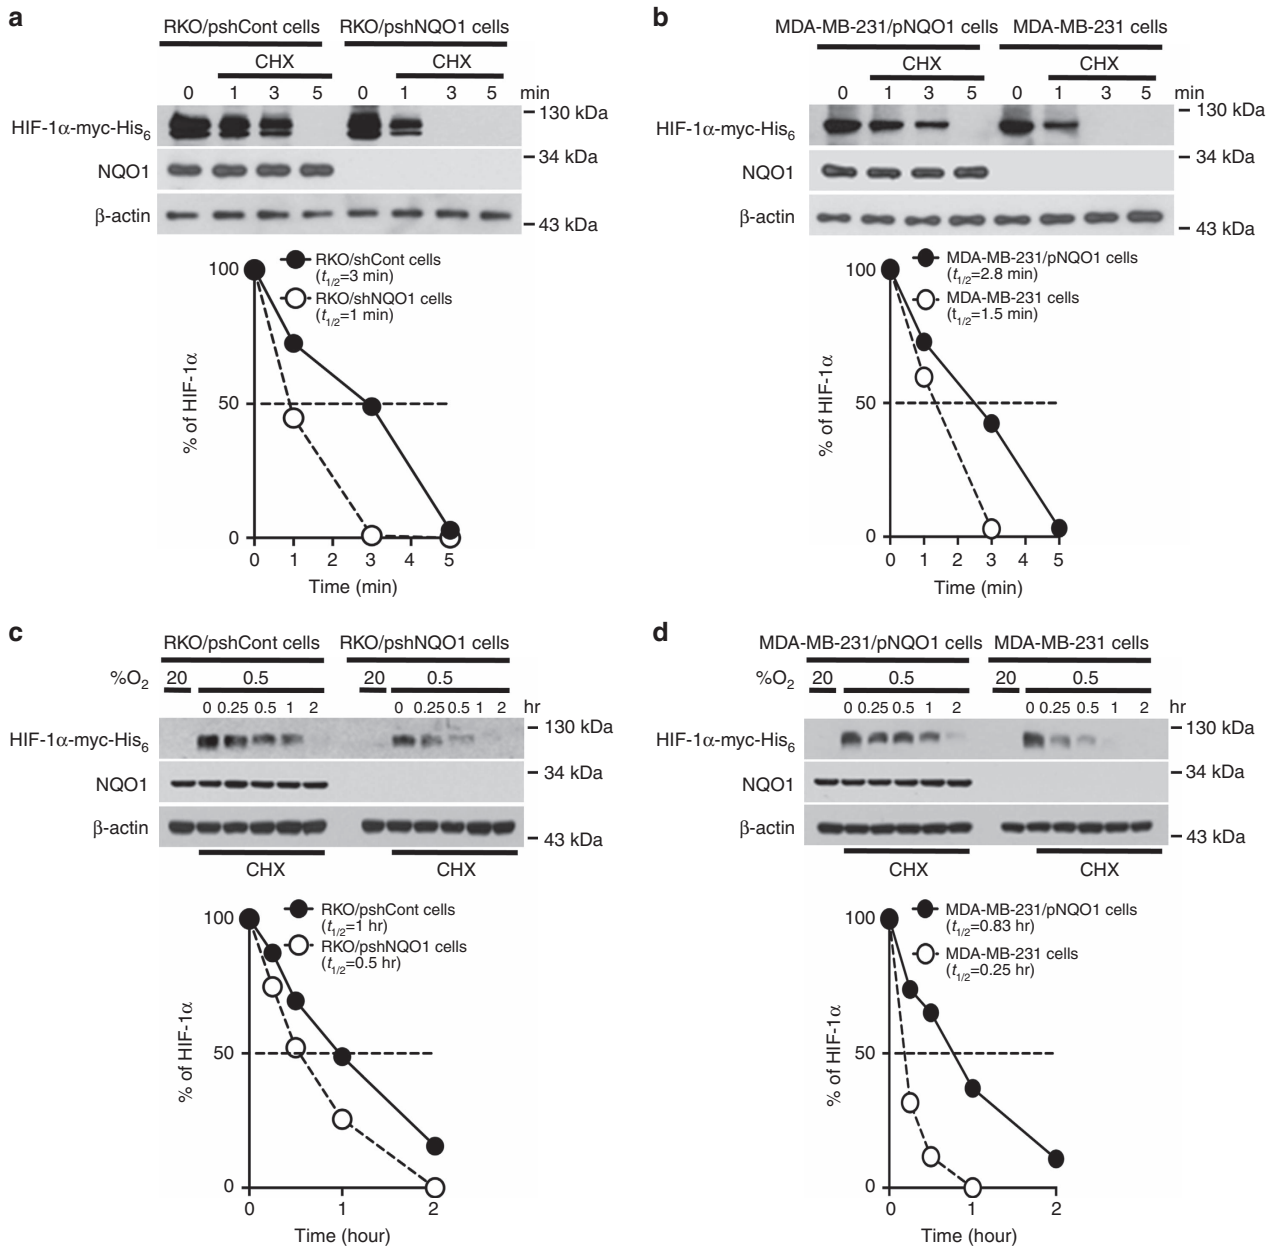 a
RKO/pshCont cells RKO/pshNQO1 cells
CHX CHX
0 1 3 5 0 1 3 5 min
HIF-1α-myc-His6 130 kDa
NQO1 34 kDa
β-actin 43 kDa
100
50
0
% of HIF-1α
RKO/shCont cells
(t1/2=3 min)
RKO/shNQO1 cells
(t1/2=1 min)
0 1 2 3 4 5
Time (min)
b
MDA-MB-231/pNQO1 cells MDA-MB-231 cells
CHX CHX
0 1 3 5 0 1 3 5 min
HIF-1α-myc-His6 130 kDa
NQO1 34 kDa
β-actin 43 kDa
100
50
0
% of HIF-1α
MDA-MB-231/pNQO1 cells
(t1/2=2.8 min)
MDA-MB-231 cells
(t1/2=1.5 min)
0 1 2 3 4 5
Time (min)
c
RKO/pshCont cells RKO/pshNQO1 cells
%O2 20 0.5 20 0.5
0 0.25 0.5 1 2 0 0.25 0.5 1 2 hr
HIF-1α-myc-His6 130 kDa
NQO1 34 kDa
β-actin 43 kDa
CHX CHX
100
50
0
% of HIF-1α
RKO/pshCont cells
(t1/2=1 hr)
RKO/pshNQO1 cells
(t1/2=0.5 hr)
0 1 2
Time (hour)
d
MDA-MB-231/pNQO1 cells MDA-MB-231 cells
%O2 20 0.5 20 0.5
0 0.25 0.5 1 2 0 0.25 0.5 1 2 hr
HIF-1α-myc-His6 130 kDa
NQO1 34 kDa
β-actin 43 kDa
CHX CHX
100
50
0
% of HIF-1α
MDA-MB-231/pNQO1 cells
(t1/2=0.83 hr)
MDA-MB-231 cells
(t1/2=0.25 hr)
0 1 2
Time (hour)